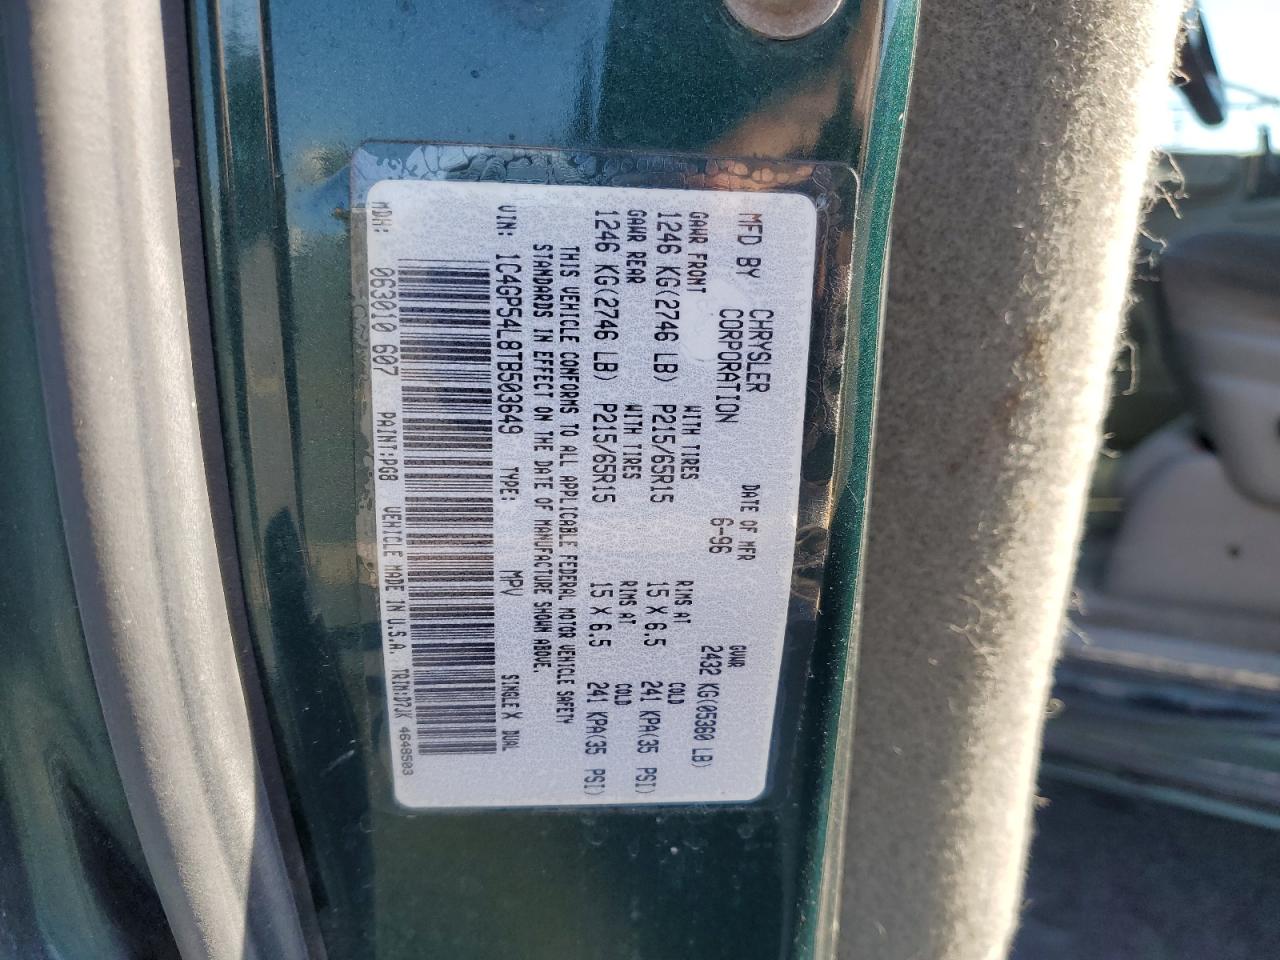 MFD BY CHRYSLER CORPORATION
DATE OF MFR 6-96
GVWR 2432 KG(05360 LB)
GAWR FRONT WITH TIRES RIMS AT COLD
1246 KG(2746 LB) P215/65R15 15 X 6.5 241 KPA(35 PSI)
GAWR REAR WITH TIRES RIMS AT COLD
1246 KG(2746 LB) P215/65R15 15 X 6.5 241 KPA(35 PSI)
THIS VEHICLE CONFORMS TO ALL APPLICABLE FEDERAL MOTOR VEHICLE SAFETY
STANDARDS IN EFFECT ON THE DATE OF MANUFACTURE SHOWN ABOVE.
VIN: 1C4GP54L8TB503649 TYPE: MPV SINGLE X DUAL
MDH: 063010 607 PAINT:PG8 VEHICLE MADE IN U.S.A. TRIM:J7JK 4648503